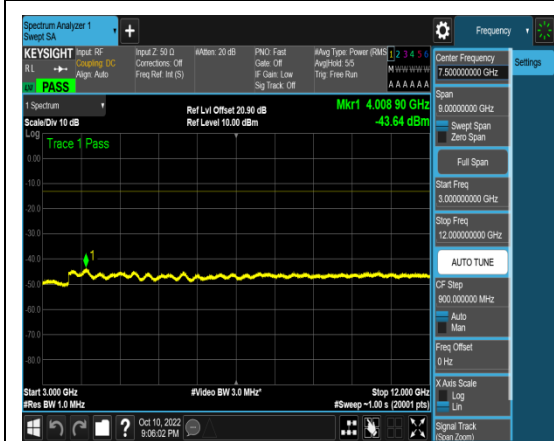 Spectrum Analyzer 1
Swept SA
+
Frequency
KEYSIGHT Input: RF
RL
Coupling: DC
Align: Auto
Input Z: 50 Ω
Corrections: Off
Freq Ref: Int (S)
#Atten: 20 dB
PNO: Fast
Gate: Off
IF Gain: Low
Sig Track: Off
#Avg Type: Power (RMS
Avg|Hold: 5/5
Trig: Free Run
1 2 3 4 5 6
M W W W W W
A A A A A A
PASS
1 Spectrum
Scale/Div 10 dB
Ref Lvl Offset 20.90 dB
Ref Level 10.00 dBm
Mkr1 4.008 90 GHz
-43.64 dBm
Log
Trace 1 Pass
0.00
-10.0
-20.0
-30.0
-40.0
-50.0
-60.0
-70.0
-80.0
1
Start 3.000 GHz
#Res BW 1.0 MHz
#Video BW 3.0 MHz*
Stop 12.000 GHz
#Sweep ~1.00 s (20001 pts)
Oct 10, 2022
9:06:02 PM
?
Center Frequency
7.500000000 GHz
Settings
Span
9.00000000 GHz
Swept Span
Zero Span
Full Span
Start Freq
3.000000000 GHz
Stop Freq
12.000000000 GHz
AUTO TUNE
CF Step
900.000000 MHz
Auto
Man
Freq Offset
0 Hz
X Axis Scale
Log
Lin
Signal Track
(Span Zoom)